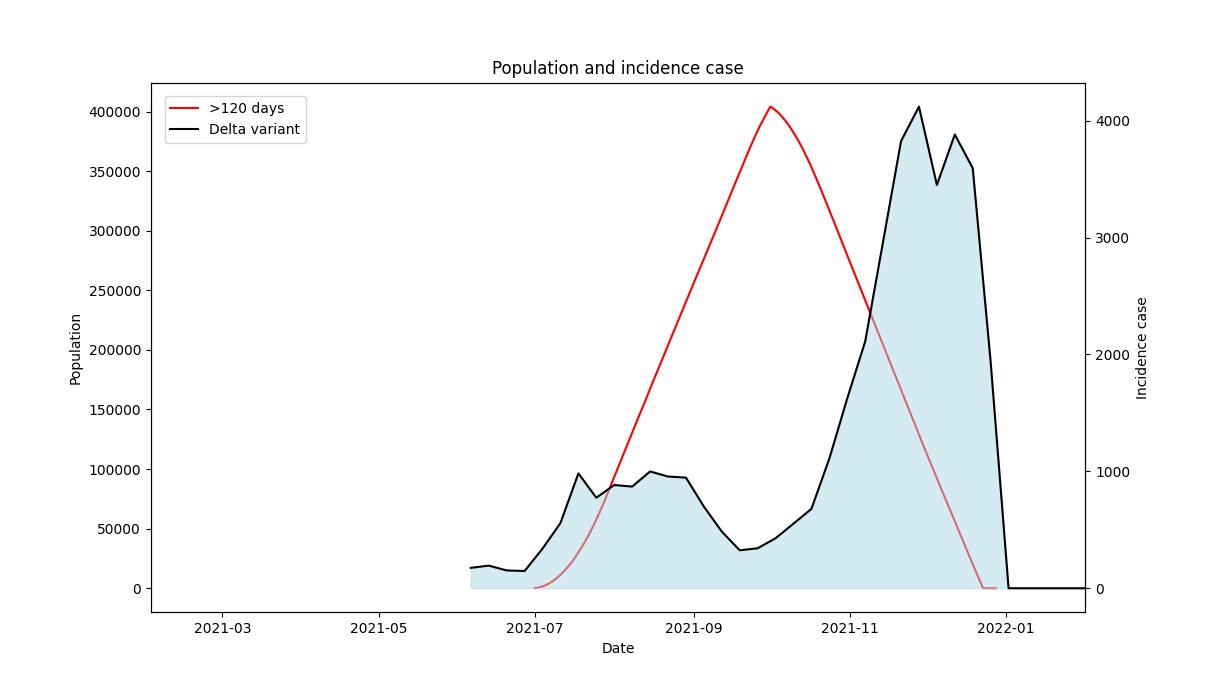 Population and incidence case
>120 days
Delta variant
400000
350000
300000
250000
200000
150000
100000
50000
0
Population
4000
3000
2000
1000
0
Incidence case
2021-03 2021-05 2021-07 2021-09 2021-11 2022-01
Date